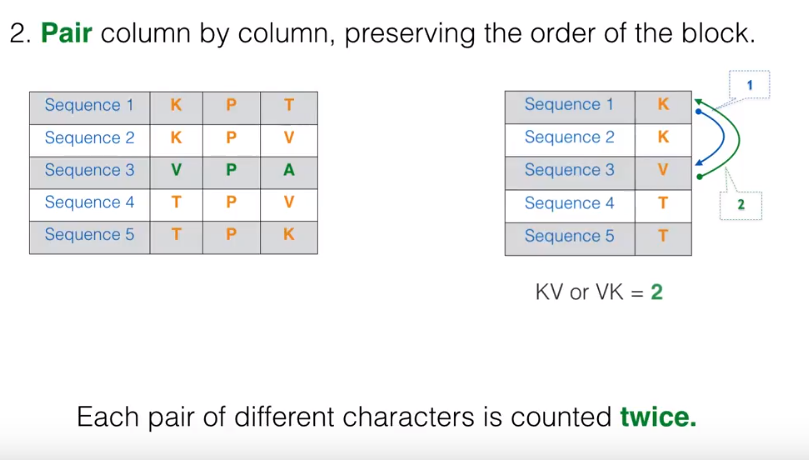 2. Pair column by column, preserving the order of the block.
Sequence 1 K P T
Sequence 2 K P V
Sequence 3 V P A
Sequence 4 T P V
Sequence 5 T P K
Sequence 1 K
Sequence 2 K
Sequence 3 V
Sequence 4 T
Sequence 5 T
1
2
KV or VK = 2
Each pair of different characters is counted twice.